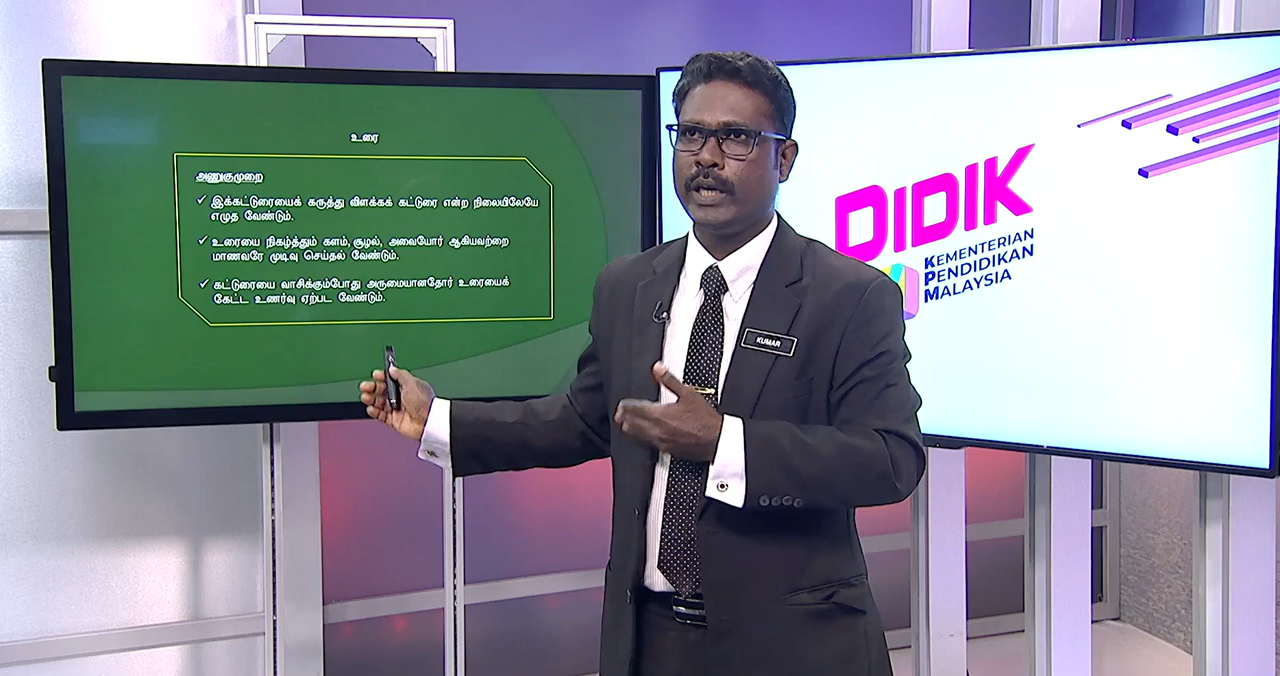 உரை
அணுகுமுறை
✓ இக்கட்டுரையைக் கருத்து விளக்கக் கட்டுரை என்ற நிலையிலேயே
எழுத வேண்டும்.
✓ உரையை நிகழ்த்தும் களம், சூழல், அவையோர் ஆகியவற்றை
மாணவரே முடிவு செய்தல் வேண்டும்.
✓ கட்டுரையை வாசிக்கும்போது அருமையானதோர் உரையைக்
கேட்ட உணர்வு ஏற்பட வேண்டும்.
KUMAR
DIDIK
KEMENTERIAN
PENDIDIKAN
MALAYSIA